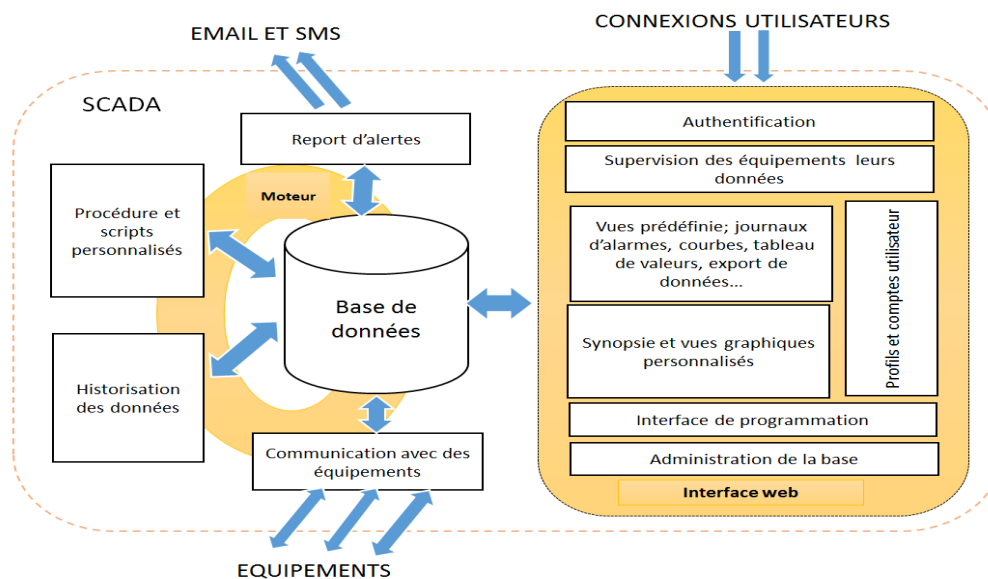 EMAIL ET SMS
CONNEXIONS UTILISATEURS
SCADA
Report d'alertes
Moteur
Procédure et
scripts
personnalisés
Base de
données
Historisation
des données
Communication avec des
équipements
EQUIPEMENTS
Authentification
Supervision des équipements leurs
données
Vues prédéfinie; journaux
d'alarmes, courbes, tableau
de valeurs, export de
données...
Profils et comptes utilisateur
Synopsie et vues graphiques
personnalisés
Interface de programmation
Administration de la base
Interface web